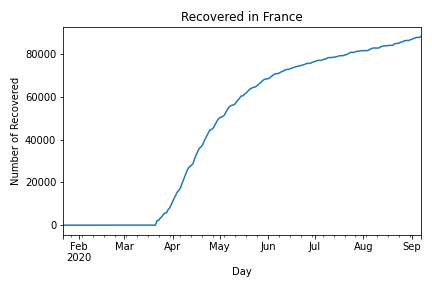 Recovered in France
Number of Recovered
80000
60000
40000
20000
0
Feb Mar Apr May Jun Jul Aug Sep
2020
Day